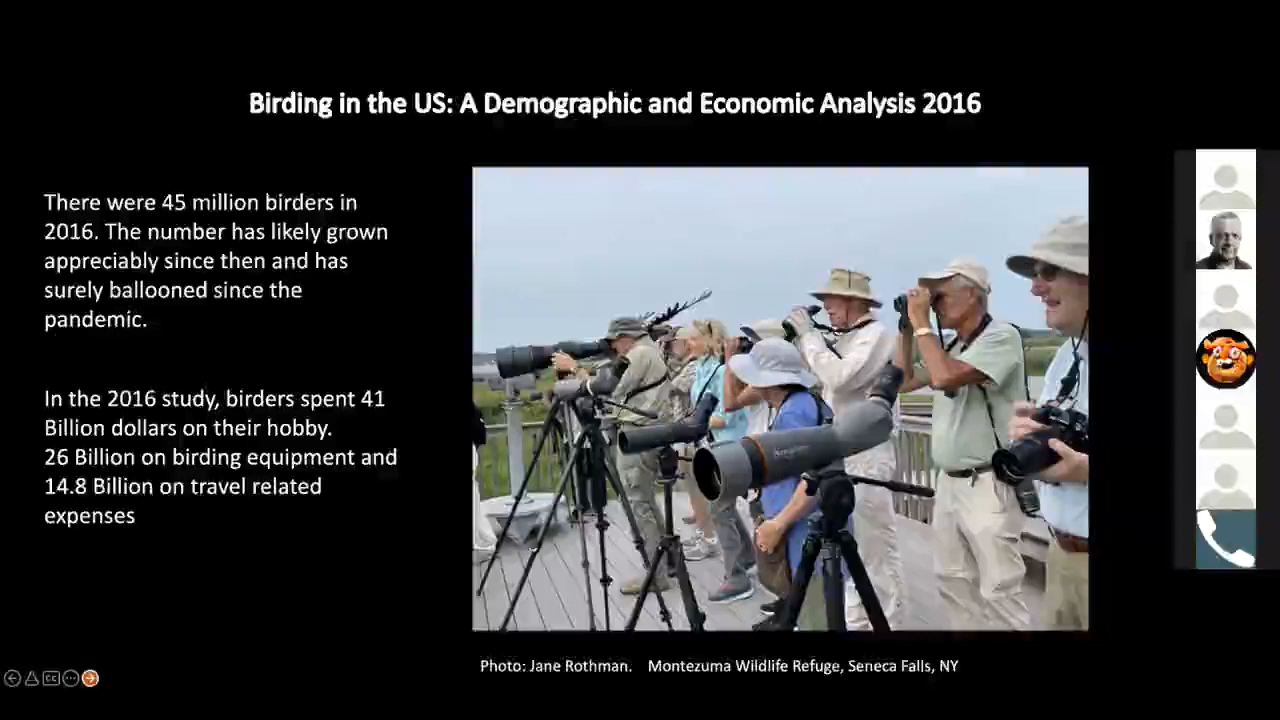 Birding in the US: A Demographic and Economic Analysis 2016
There were 45 million birders in
2016. The number has likely grown
appreciably since then and has
surely ballooned since the
pandemic.
In the 2016 study, birders spent 41
Billion dollars on their hobby.
26 Billion on birding equipment and
14.8 Billion on travel related
expenses
Photo: Jane Rothman. Montezuma Wildlife Refuge, Seneca Falls, NY
CC